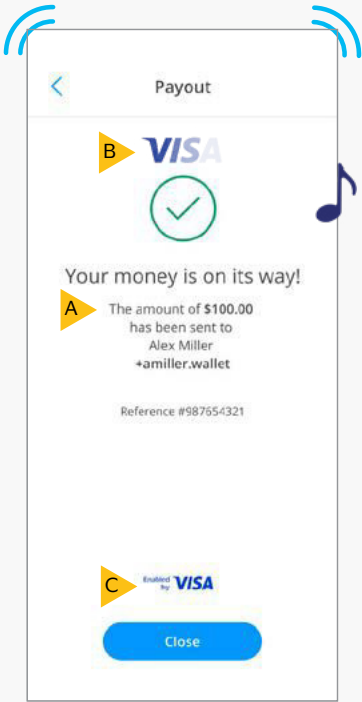 Payout
B
VISA
Your money is on its way!
A
The amount of $100.00
has been sent to
Alex Miller
+amiller.wallet
Reference #987654321
C
Enabled
by VISA
Close